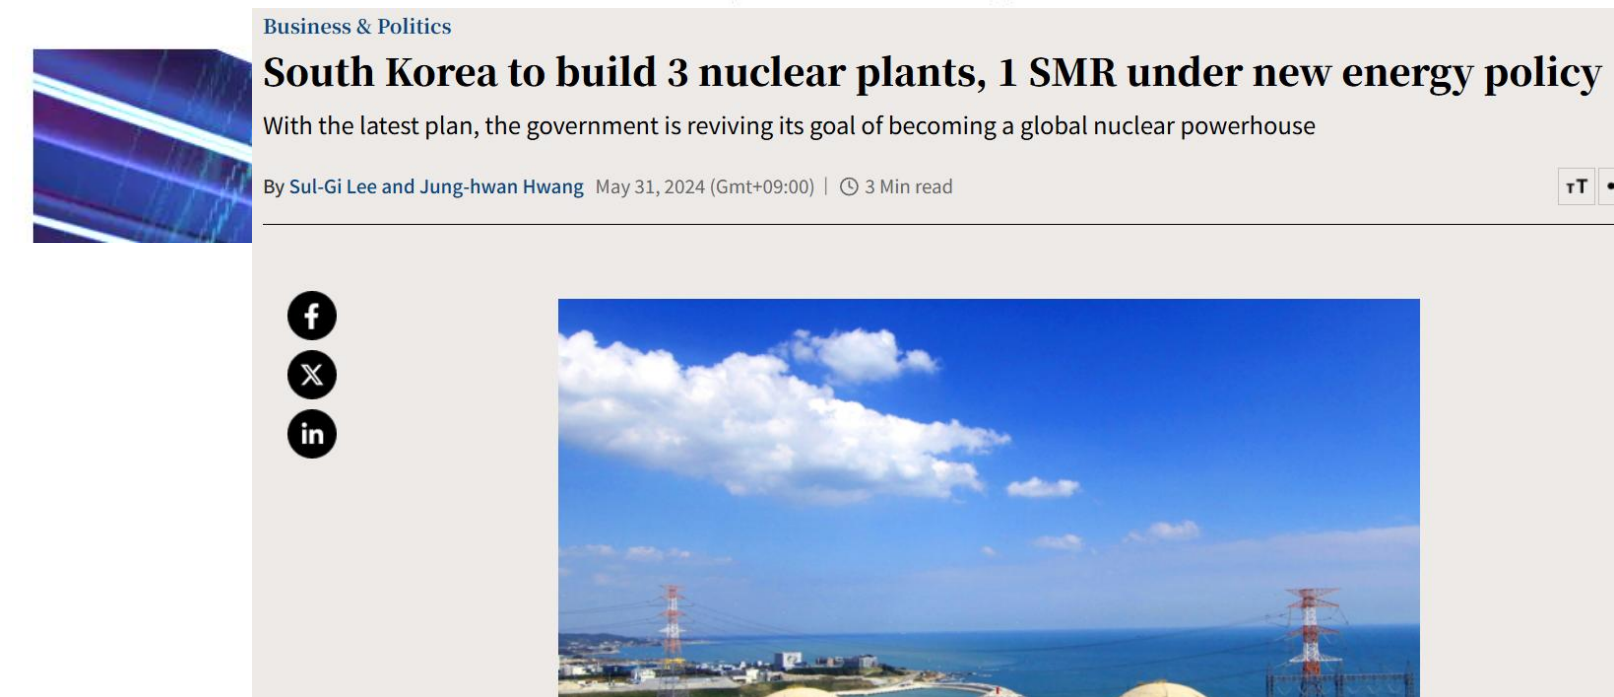 Business & Politics
South Korea to build 3 nuclear plants, 1 SMR under new energy policy
With the latest plan, the government is reviving its goal of becoming a global nuclear powerhouse
By Sul-Gi Lee and Jung-hwan Hwang May 31, 2024 (Gmt+09:00) | 3 Min read
TT
f
X
in